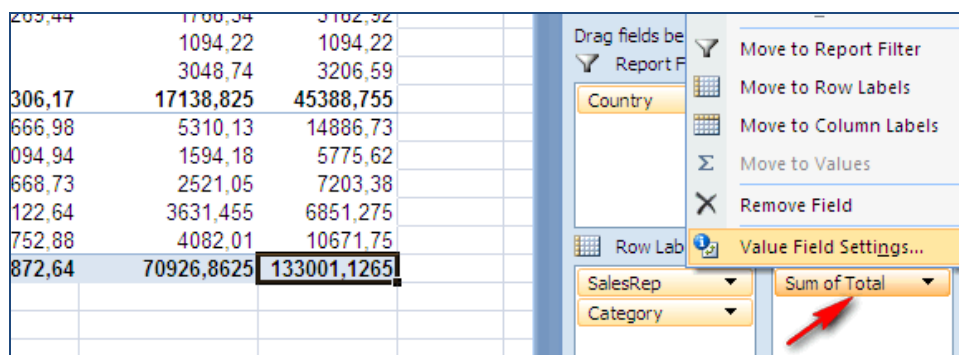 1094,22 1094,22
3048,74 3206,59
306,17 17138,825 45388,755
666,98 5310,13 14886,73
094,94 1594,18 5775,62
668,73 2521,05 7203,38
122,64 3631,455 6851,275
752,88 4082,01 10671,75
872,64 70926,8625 133001,1265
Drag fields be
Report F
Country
Row Lab
SalesRep
Category
Move to Report Filter
Move to Row Labels
Move to Column Labels
Σ Move to Values
Remove Field
Value Field Settings...
Sum of Total